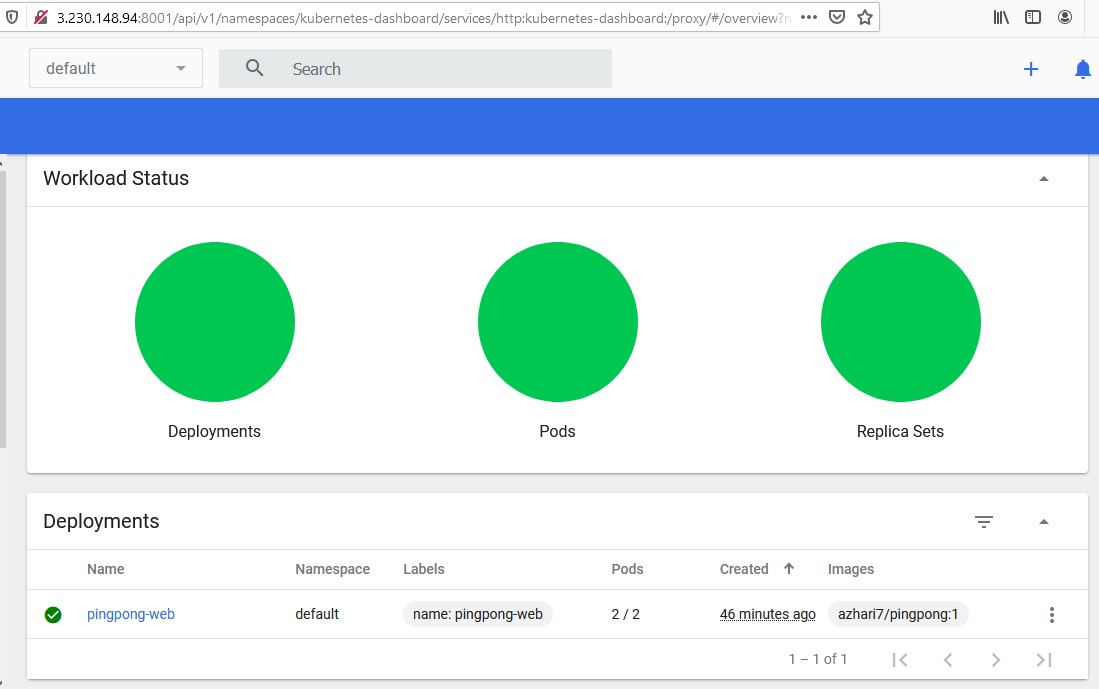 3.230.148.94:8001/api/v1/namespaces/kubernetes-dashboard/services/http:kubernetes-dashboard:/proxy/#/overview?n
default
Search
Workload Status
Deployments
Pods
Replica Sets
Deployments
Name Namespace Labels Pods Created Images
pingpong-web default name: pingpong-web 2 / 2 46 minutes ago azhari7/pingpong:1
1 – 1 of 1